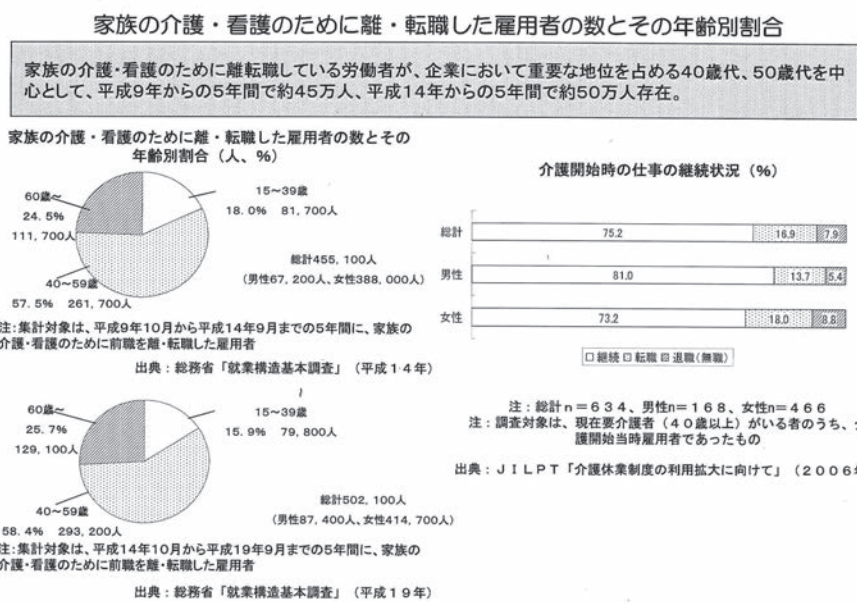 家族の介護・看護のために離・転職した雇用者の数とその年齢別割合
家族の介護・看護のために離転職している労働者が、企業において重要な地位を占める40歳代、50歳代を中
心として、平成9年からの5年間で約45万人、平成14年からの5年間で約50万人存在。
家族の介護・看護のために離・転職した雇用者の数とその
年齢別割合（人、％）
60歳～
24.5%
111,700人
15～39歳
18.0% 81,700人
総計455,100人
（男性67,200人、女性388,000人）
40～59歳
57.5% 261,700人
注:集計対象は、平成9年10月から平成14年9月までの5年間に、家族の
介護・看護のために前職を離・転職した雇用者
出典：総務省「就業構造基本調査」（平成14年）
60歳～
25.7%
129,100人
15～39歳
15.9% 79,800人
総計502,100人
（男性87,400人、女性414,700人）
40～59歳
58.4% 293,200人
注:集計対象は、平成14年10月から平成19年9月までの5年間に、家族の
介護・看護のために前職を離・転職した雇用者
出典：総務省「就業構造基本調査」（平成19年）
介護開始時の仕事の継続状況（％）
総計 75.2 16.9 7.9
男性 81.0 13.7 5.4
女性 73.2 18.0 8.8
継続 転職 退職(無職)
注：総計n＝634、男性n＝168、女性n＝466
注：調査対象は、現在要介護者（40歳以上）がいる者のうち、
護開始当時雇用者であったもの
出典：JILPT「介護休業制度の利用拡大に向けて」（2006年